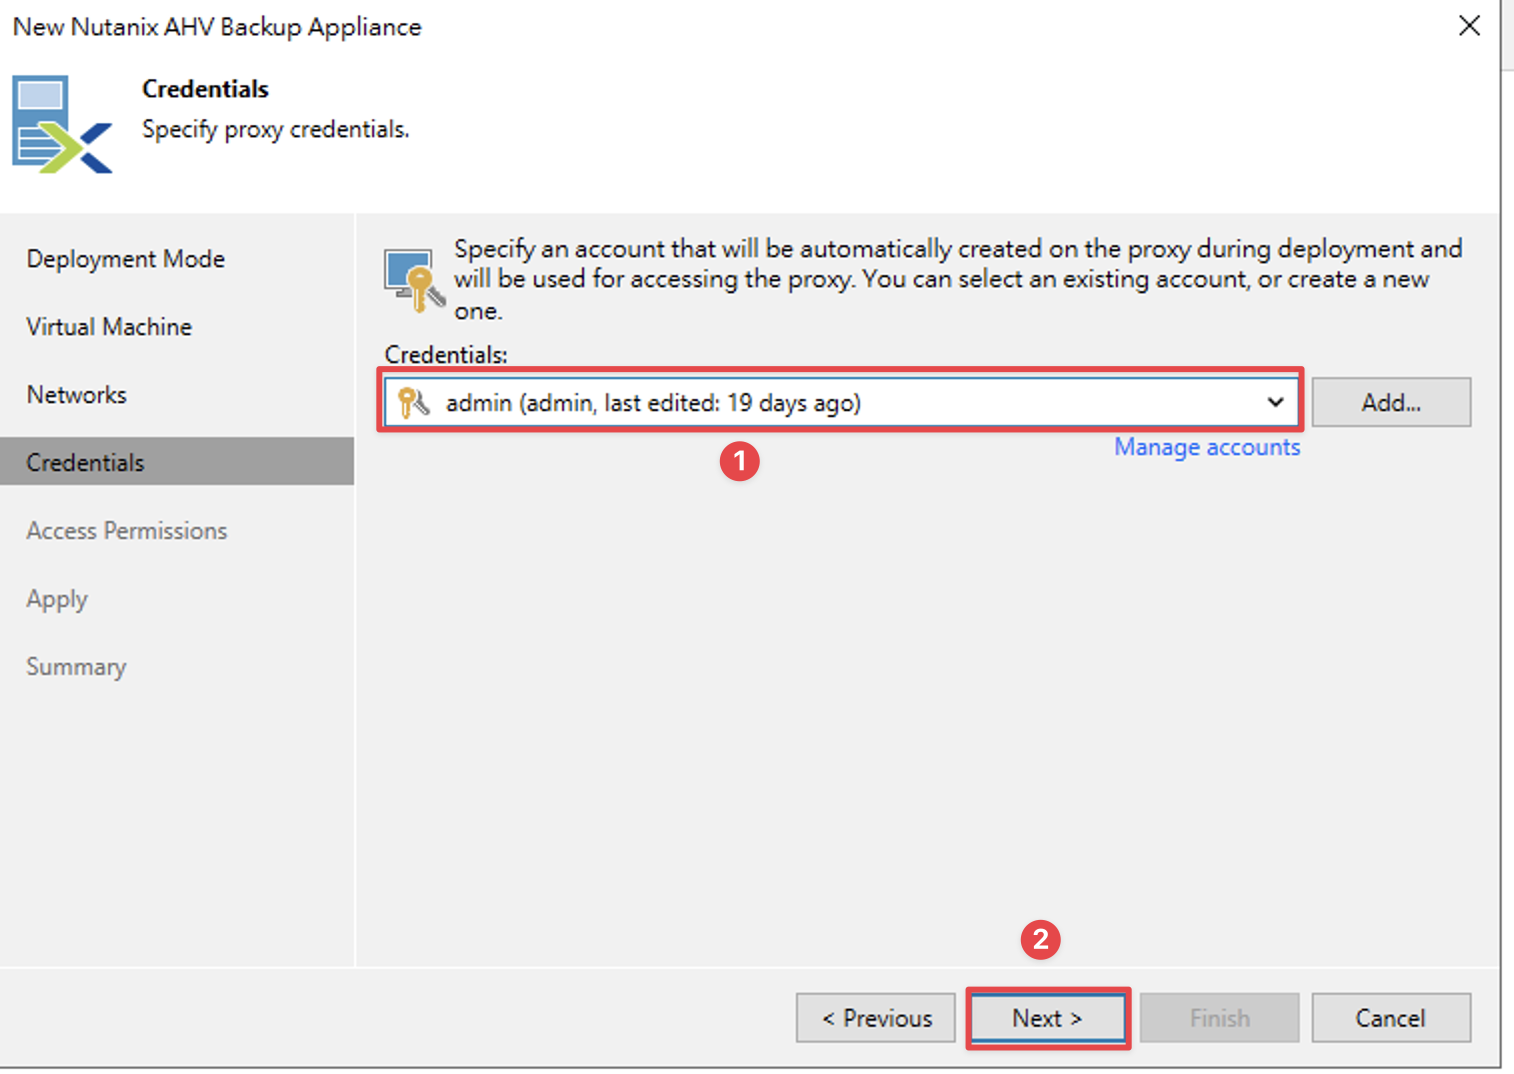 New Nutanix AHV Backup Appliance
Credentials
Specify proxy credentials.
Deployment Mode
Virtual Machine
Networks
Credentials
Access Permissions
Apply
Summary
Specify an account that will be automatically created on the proxy during deployment and
will be used for accessing the proxy. You can select an existing account, or create a new
one.
Credentials:
admin (admin, last edited: 19 days ago)
Add...
Manage accounts
1
2
< Previous
Next >
Finish
Cancel